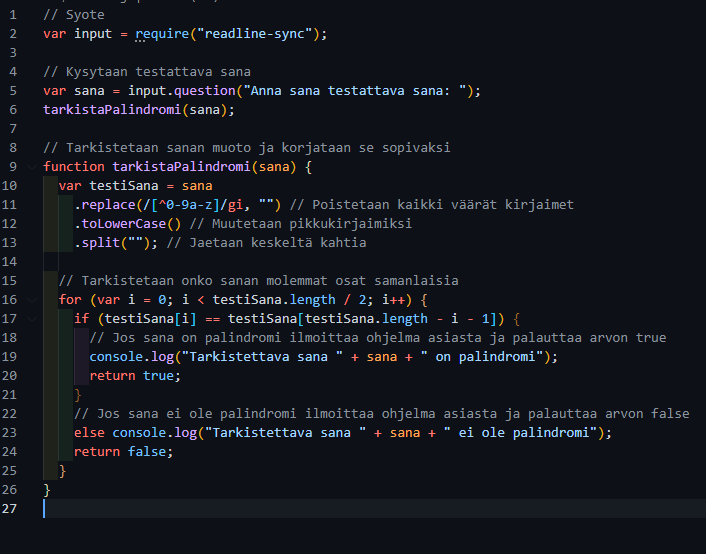 1 // Syote
2 var input = require("readline-sync");
3
4 // Kysytaan testattava sana
5 var sana = input.question("Anna sana testattava sana: ");
6 tarkistaPalindromi(sana);
7
8 // Tarkistetaan sanan muoto ja korjataan se sopivaksi
9 function tarkistaPalindromi(sana) {
10 var testiSana = sana
11 .replace(/[^0-9a-z]/gi, "") // Poistetaan kaikki väärät kirjaimet
12 .toLowerCase() // Muutetaan pikkukirjaimiksi
13 .split(""); // Jaetaan keskeltä kahtia
14
15 // Tarkistetaan onko sanan molemmat osat samanlaisia
16 for (var i = 0; i < testiSana.length / 2; i++) {
17 if (testiSana[i] == testiSana[testiSana.length - i - 1]) {
18 // Jos sana on palindromi ilmoittaa ohjelma asiasta ja palauttaa arvon true
19 console.log("Tarkistettava sana " + sana + " on palindromi");
20 return true;
21 }
22 // Jos sana ei ole palindromi ilmoittaa ohjelma asiasta ja palauttaa arvon false
23 else console.log("Tarkistettava sana " + sana + " ei ole palindromi");
24 return false;
25 }
26 }
27